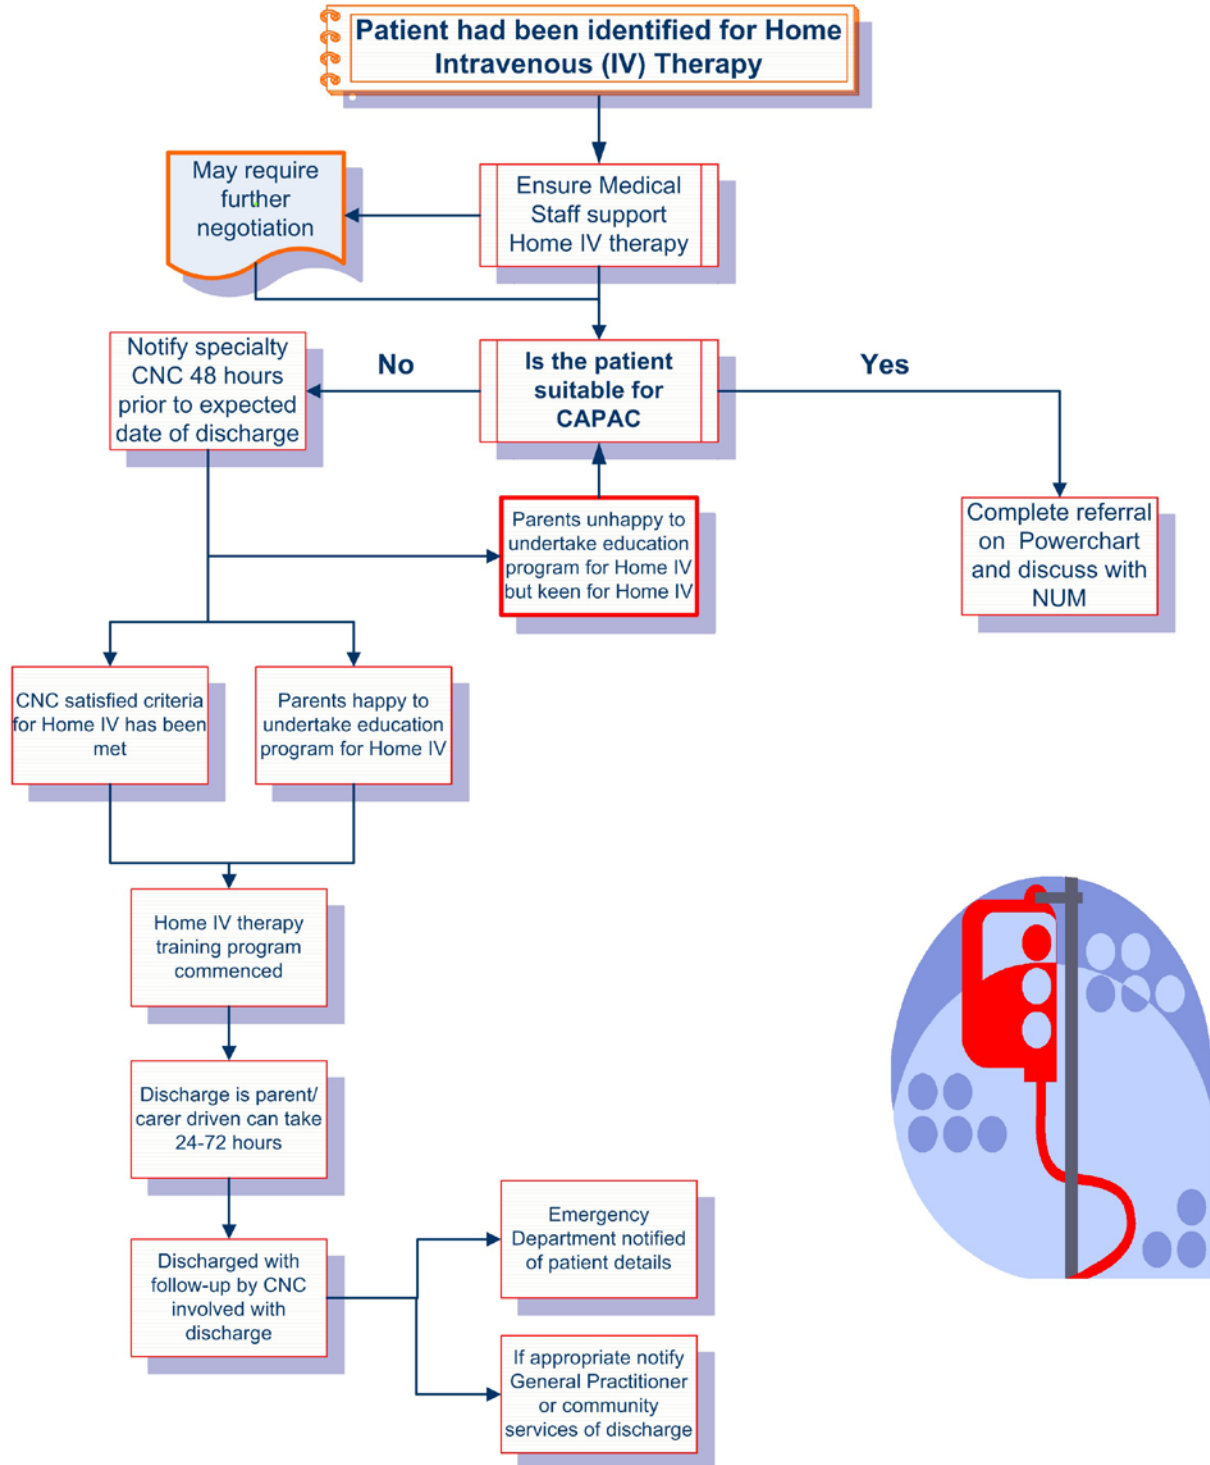 Patient had been identified for Home
Intravenous (IV) Therapy
May require
further
negotiation
Ensure Medical
Staff support
Home IV therapy
Notify specialty
CNC 48 hours
prior to expected
date of discharge
No
Is the patient
suitable for
CAPAC
Yes
Parents unhappy to
undertake education
program for Home IV
but keen for Home IV
Complete referral
on Powerchart
and discuss with
NUM
CNC satisfied criteria
for Home IV has been
met
Parents happy to
undertake education
program for Home IV
Home IV therapy
training program
commenced
Discharge is parent/
carer driven can take
24-72 hours
Discharged with
follow-up by CNC
involved with
discharge
Emergency
Department notified
of patient details
If appropriate notify
General Practitioner
or community
services of discharge